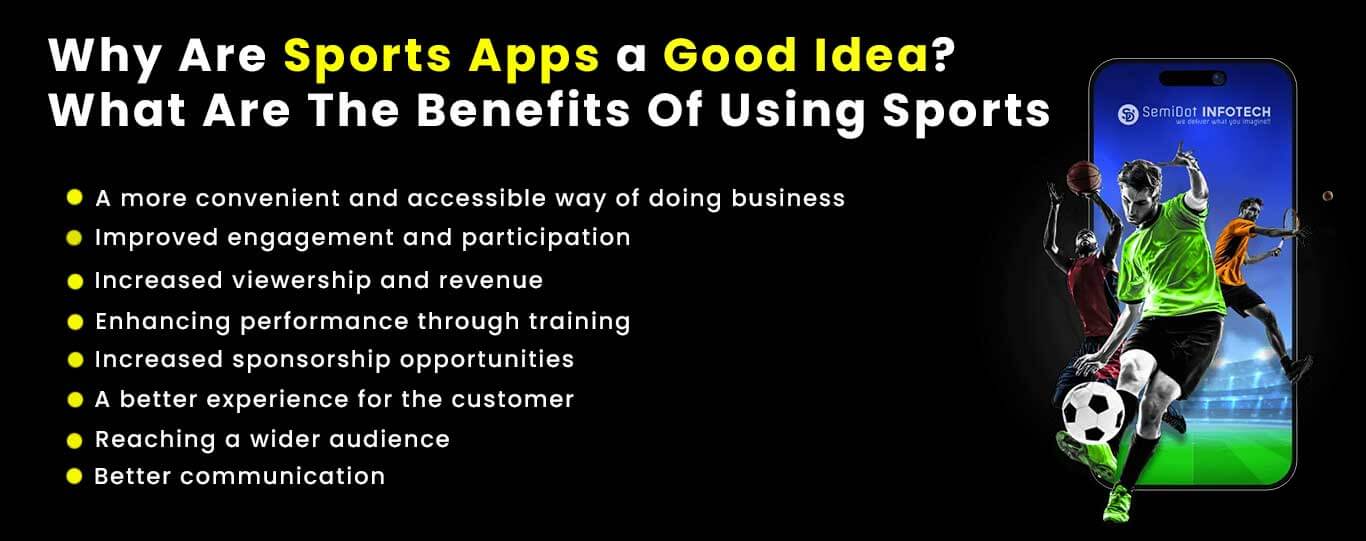 Why Are Sports Apps a Good Idea?
What Are The Benefits Of Using Sports
A more convenient and accessible way of doing business
Improved engagement and participation
Increased viewership and revenue
Enhancing performance through training
Increased sponsorship opportunities
A better experience for the customer
Reaching a wider audience
Better communication
SD SemiDot INFOTECH
we deliver what you imagine!!